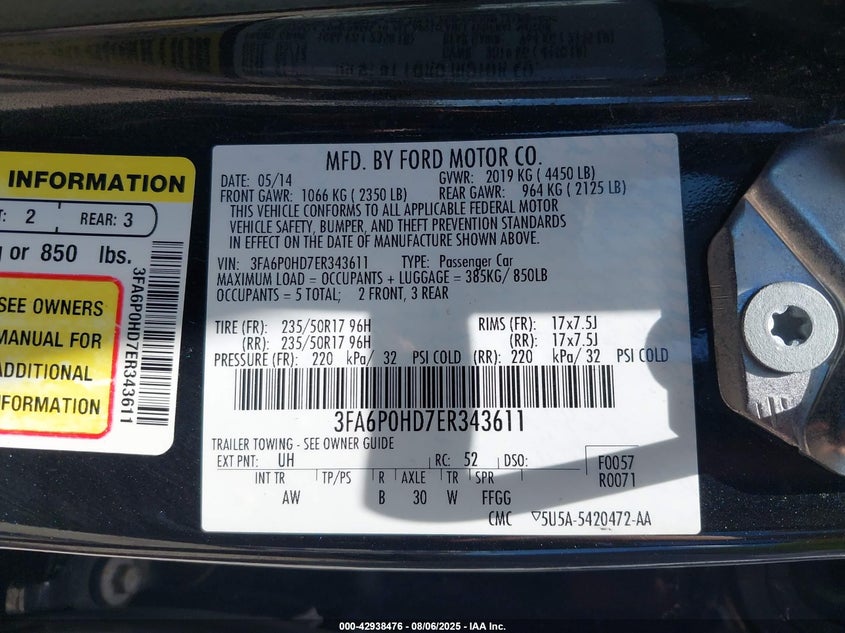 INFORMATION
2 REAR: 3
or 850 lbs.
SEE OWNERS
MANUAL FOR
ADDITIONAL
INFORMATION
3FA6P0HD7ER343611
MFD. BY FORD MOTOR CO.
DATE: 05/14 GVWR: 2019 KG ( 4450 LB)
FRONT GAWR: 1066 KG ( 2350 LB) REAR GAWR: 964 KG ( 2125 LB)
THIS VEHICLE CONFORMS TO ALL APPLICABLE FEDERAL MOTOR
VEHICLE SAFETY, BUMPER, AND THEFT PREVENTION STANDARDS
IN EFFECT ON THE DATE OF MANUFACTURE SHOWN ABOVE.
VIN: 3FA6P0HD7ER343611 TYPE: Passenger Car
MAXIMUM LOAD = OCCUPANTS + LUGGAGE = 385KG/ 850LB
OCCUPANTS = 5 TOTAL; 2 FRONT, 3 REAR
TIRE (FR): 235/50R17 96H RIMS (FR): 17x7.5J
(RR): 235/50R17 96H (RR): 17x7.5J
PRESSURE (FR): 220 kPa/ 32 PSI COLD (RR): 220 kPa/ 32 PSI COLD
3FA6P0HD7ER343611
TRAILER TOWING - SEE OWNER GUIDE
EXT PNT: UH RC: 52 DSO: F0057
R0071
INT TR TP/PS R AXLE TR SPR
AW B 30 W FFGG
CMC ▽5U5A-5420472-AA
000-42938476 - 08/06/2025 - IAA Inc.